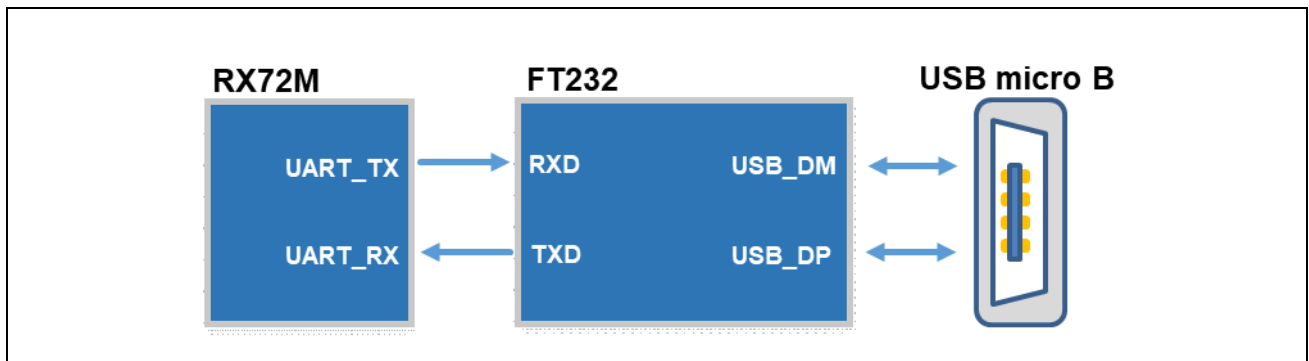 RX72M
FT232
USB micro B
UART_TX
RXD
USB_DM
UART_RX
TXD
USB_DP